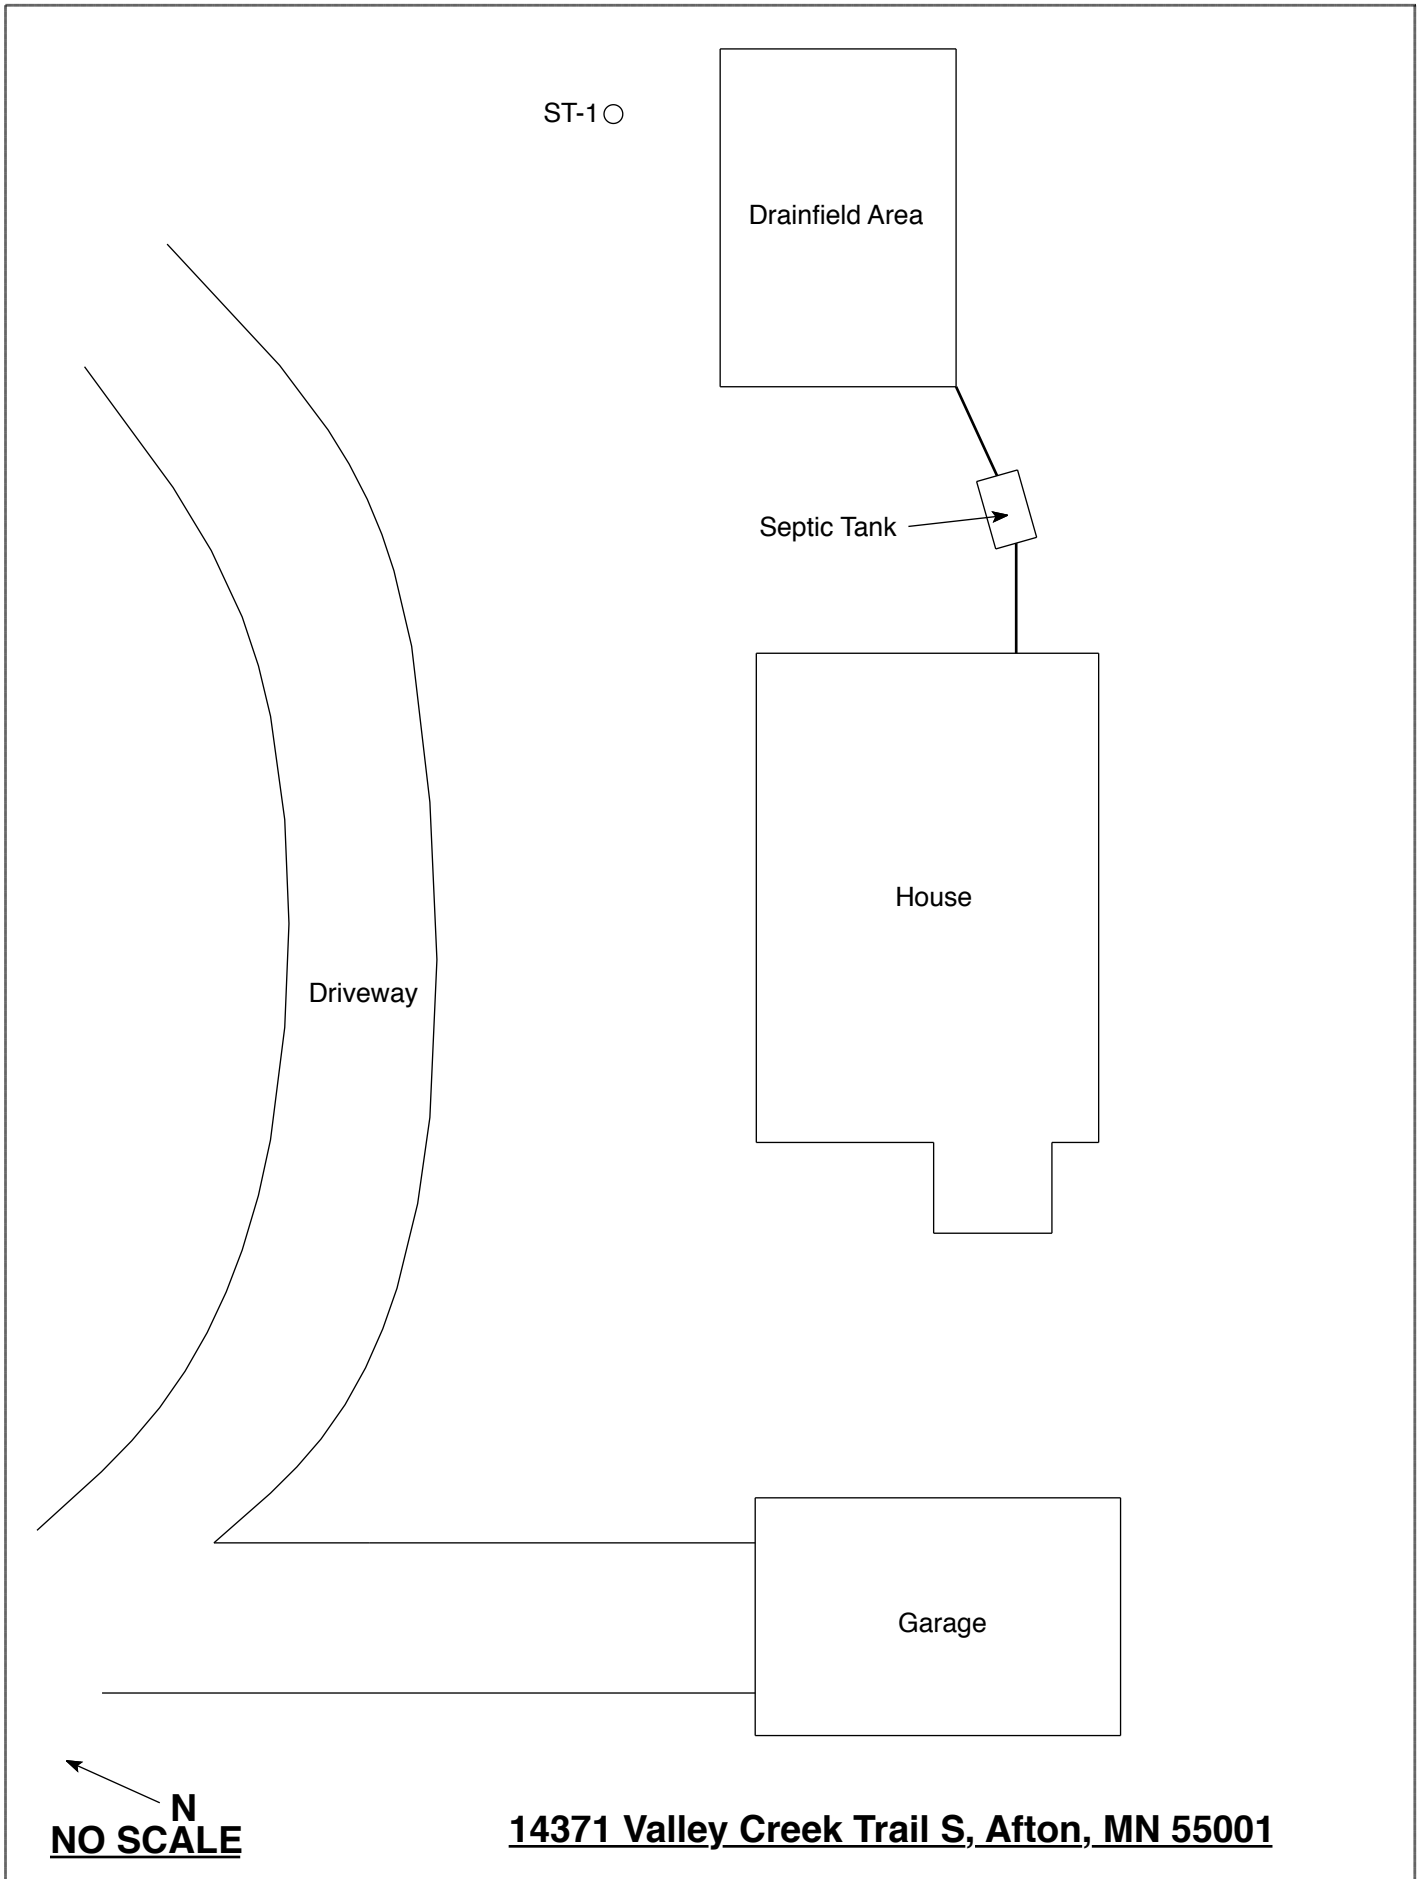 ST-1
Drainfield Area
Septic Tank
House
Driveway
Garage
N
NO SCALE
14371 Valley Creek Trail S, Afton, MN 55001